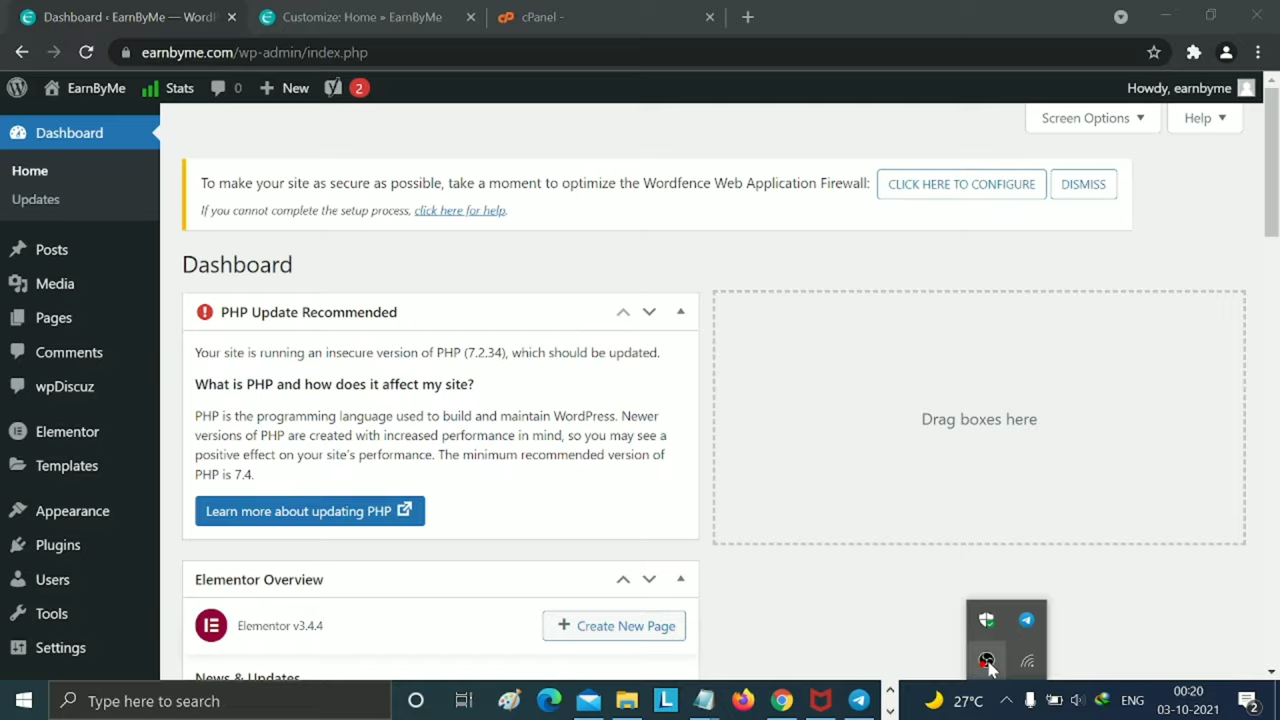 Dashboard ‹ EarnByMe — WordP
Customize: Home » EarnByMe
cPanel -
earnbyme.com/wp-admin/index.php
EarnByMe
Stats
0
New
2
Howdy, earnbyme
Dashboard
Home
Updates
Posts
Media
Pages
Comments
wpDiscuz
Elementor
Templates
Appearance
Plugins
Users
Tools
Settings
Screen Options
Help
To make your site as secure as possible, take a moment to optimize the Wordfence Web Application Firewall:
CLICK HERE TO CONFIGURE
DISMISS
If you cannot complete the setup process, click here for help.
Dashboard
PHP Update Recommended
Your site is running an insecure version of PHP (7.2.34), which should be updated.
What is PHP and how does it affect my site?
PHP is the programming language used to build and maintain WordPress. Newer
versions of PHP are created with increased performance in mind, so you may see a
positive effect on your site's performance. The minimum recommended version of
PHP is 7.4.
Learn more about updating PHP
Drag boxes here
Elementor Overview
Elementor v3.4.4
Create New Page
News & Updates
Type here to search
L
27°C
ENG
00:20
03-10-2021
2